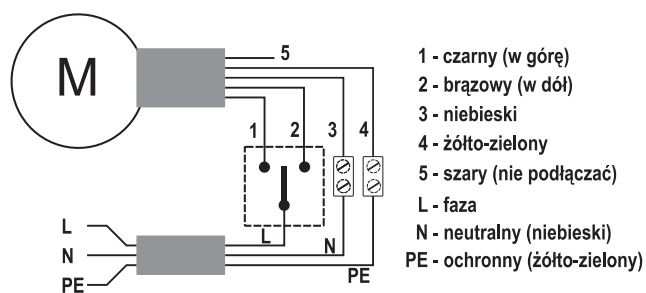 M
5
1 2 3 4
L
N
PE
L
N
PE
1 - czarny (w górę)
2 - brązowy (w dół)
3 - niebieski
4 - żółto-zielony
5 - szary (nie podłączać)
L - faza
N - neutralny (niebieski)
PE - ochronny (żółto-zielony)